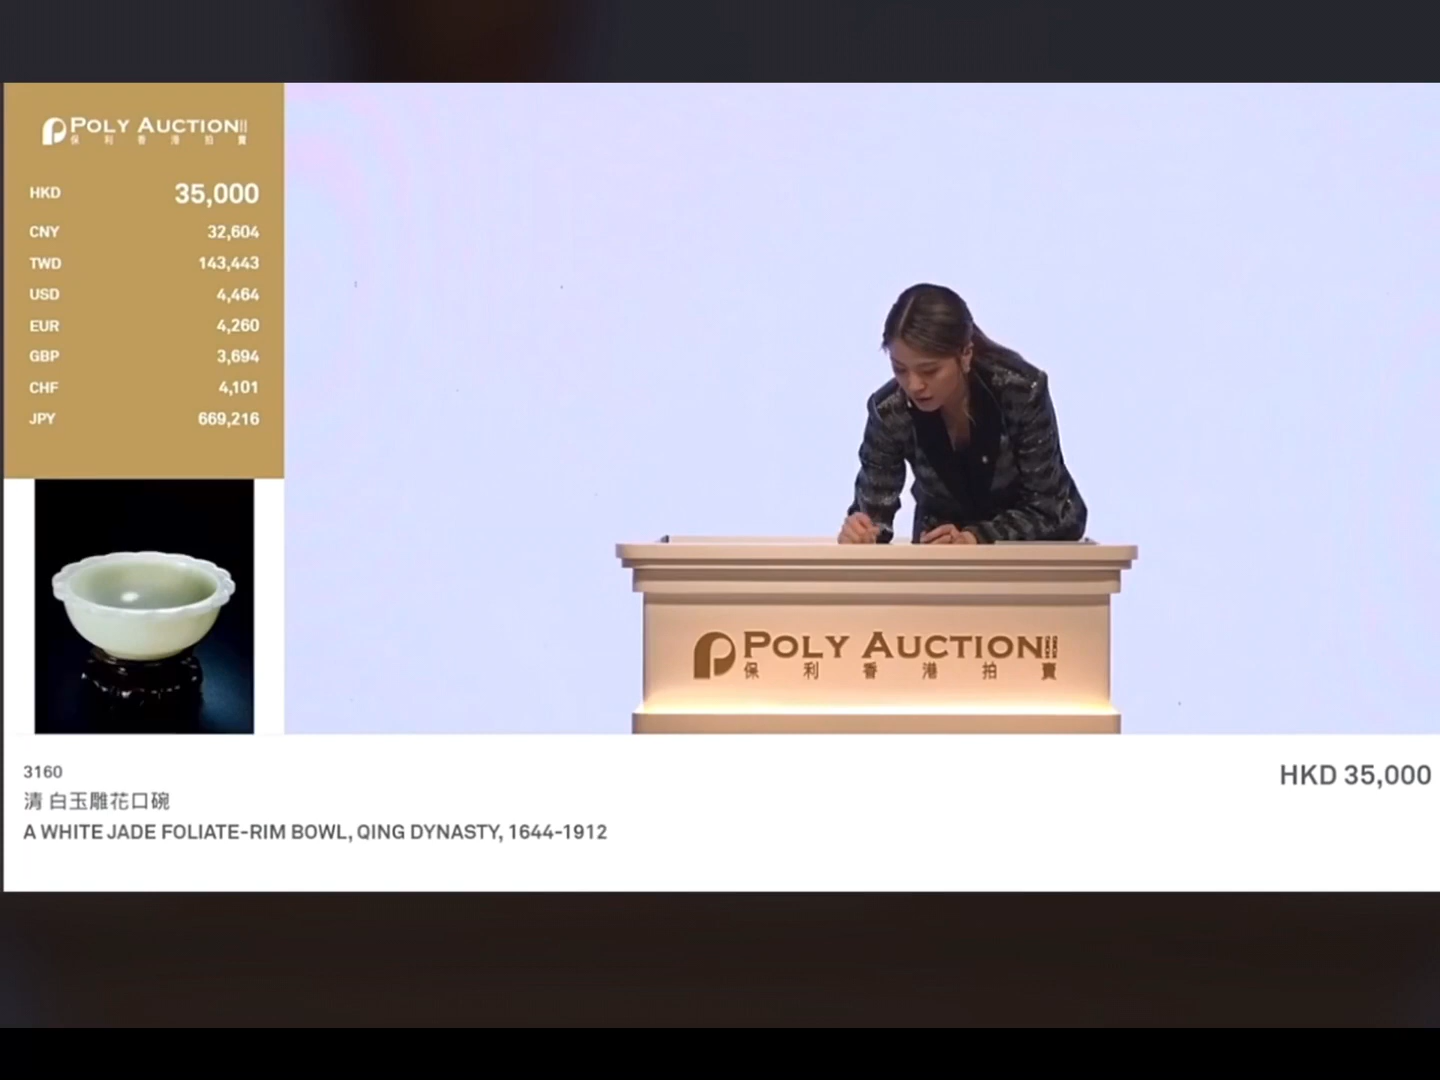 POLY AUCTION
保利香港拍賣
HKD 35,000
CNY 32,604
TWD 143,443
USD 4,464
EUR 4,260
GBP 3,694
CHF 4,101
JPY 669,216
POLY AUCTION
保利香港拍賣
3160
清 白玉雕花口碗
A WHITE JADE FOLIATE-RIM BOWL, QING DYNASTY, 1644-1912
HKD 35,000